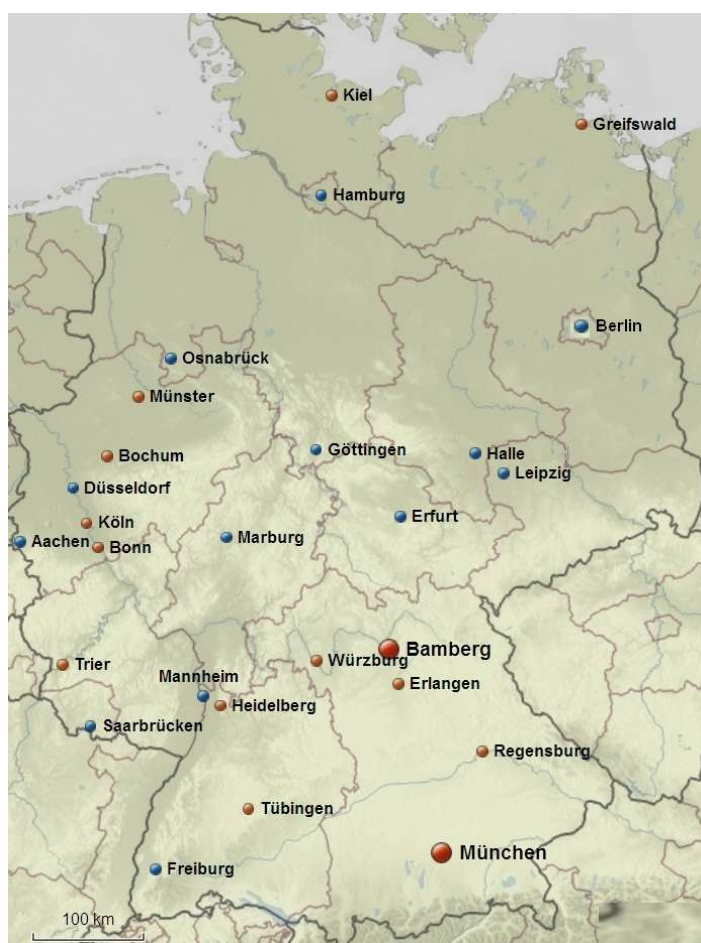 Kiel
Greifswald
Hamburg
Berlin
Osnabrück
Münster
Göttingen
Halle
Bochum
Leipzig
Düsseldorf
Erfurt
Köln
Marburg
Aachen
Bonn
Bamberg
Würzburg
Trier
Mannheim
Erlangen
Heidelberg
Saarbrücken
Regensburg
Tübingen
München
Freiburg
100 km